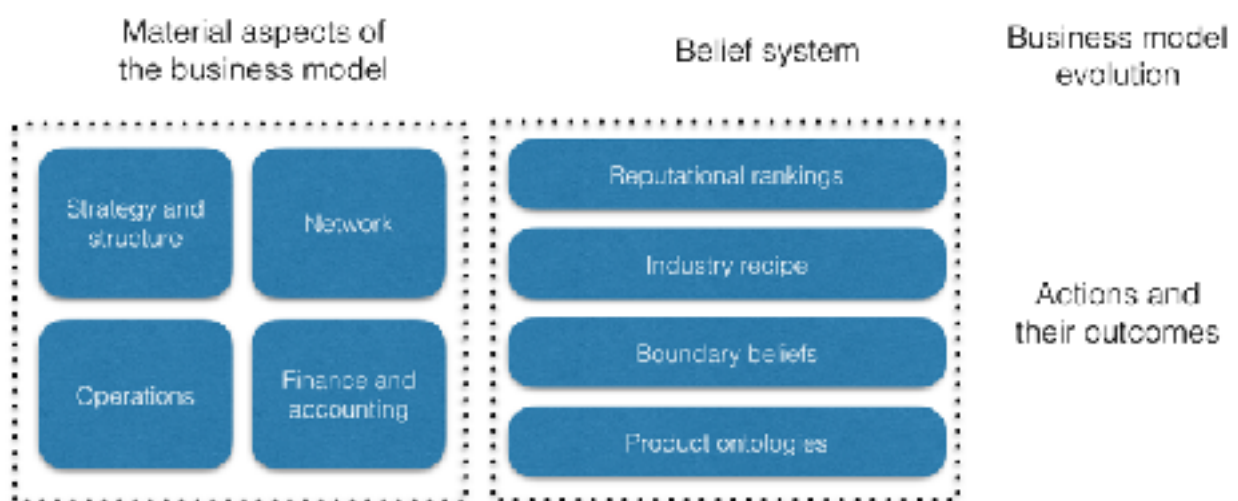 Material aspects of
the business model
Belief system
Business model
evolution
Strategy and
structure
Network
Operations
Finance and
accounting
Reputational rankings
Industry recipe
Boundary beliefs
Product ontologies
Actions and
their outcomes